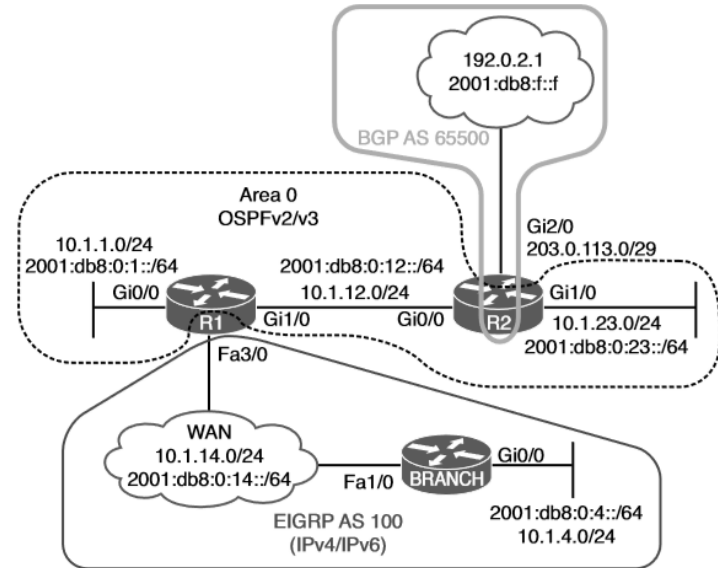 192.0.2.1
2001:db8:f::f
BGP AS 65500
Area 0
OSPFv2/v3
Gi2/0
203.0.113.0/29
10.1.1.0/24
2001:db8:0:1::/64
2001:db8:0:12::/64
10.1.12.0/24
Gi0/0
R1
Gi1/0
Gi0/0
R2
Gi1/0
10.1.23.0/24
2001:db8:0:23::/64
Fa3/0
WAN
10.1.14.0/24
2001:db8:0:14::/64
Fa1/0
BRANCH
Gi0/0
2001:db8:0:4::/64
10.1.4.0/24
EIGRP AS 100
(IPv4/IPv6)